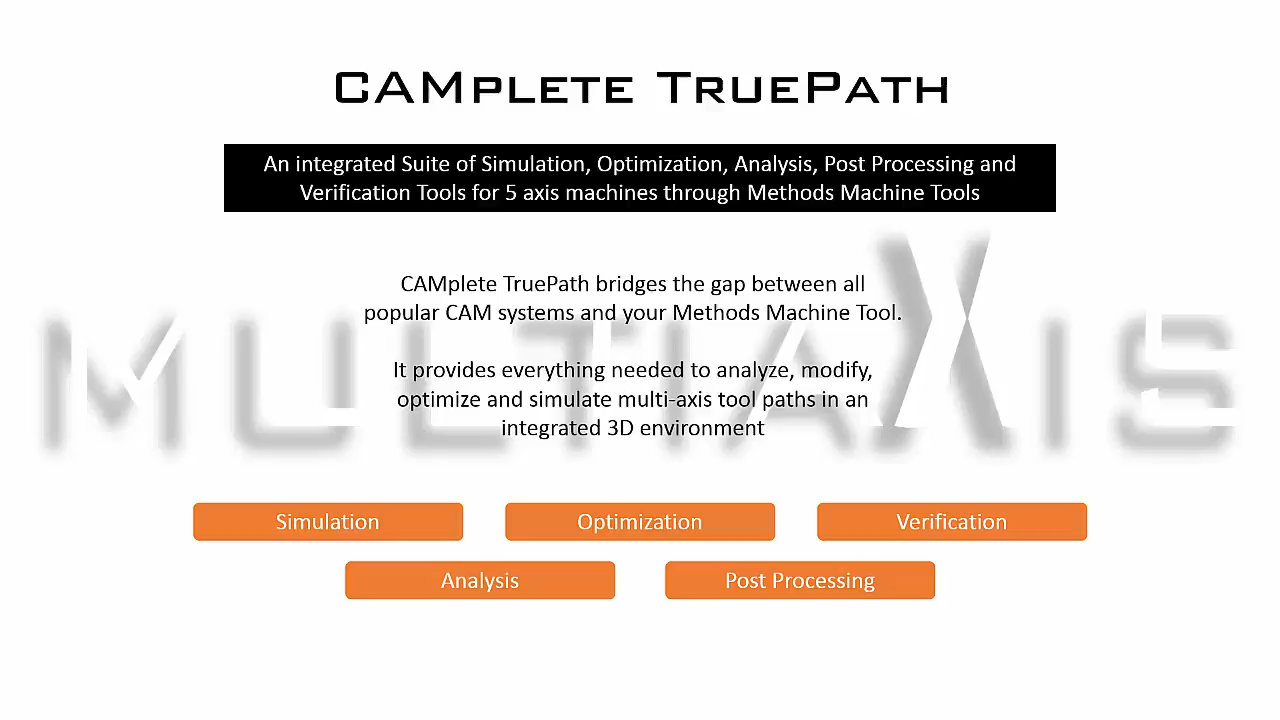 CAMPLETE TRUEPATH
An integrated Suite of Simulation, Optimization, Analysis, Post Processing and
Verification Tools for 5 axis machines through Methods Machine Tools
MULTIAXIS
CAMplete TruePath bridges the gap between all
popular CAM systems and your Methods Machine Tool.
It provides everything needed to analyze, modify,
optimize and simulate multi-axis tool paths in an
integrated 3D environment
Simulation
Optimization
Verification
Analysis
Post Processing